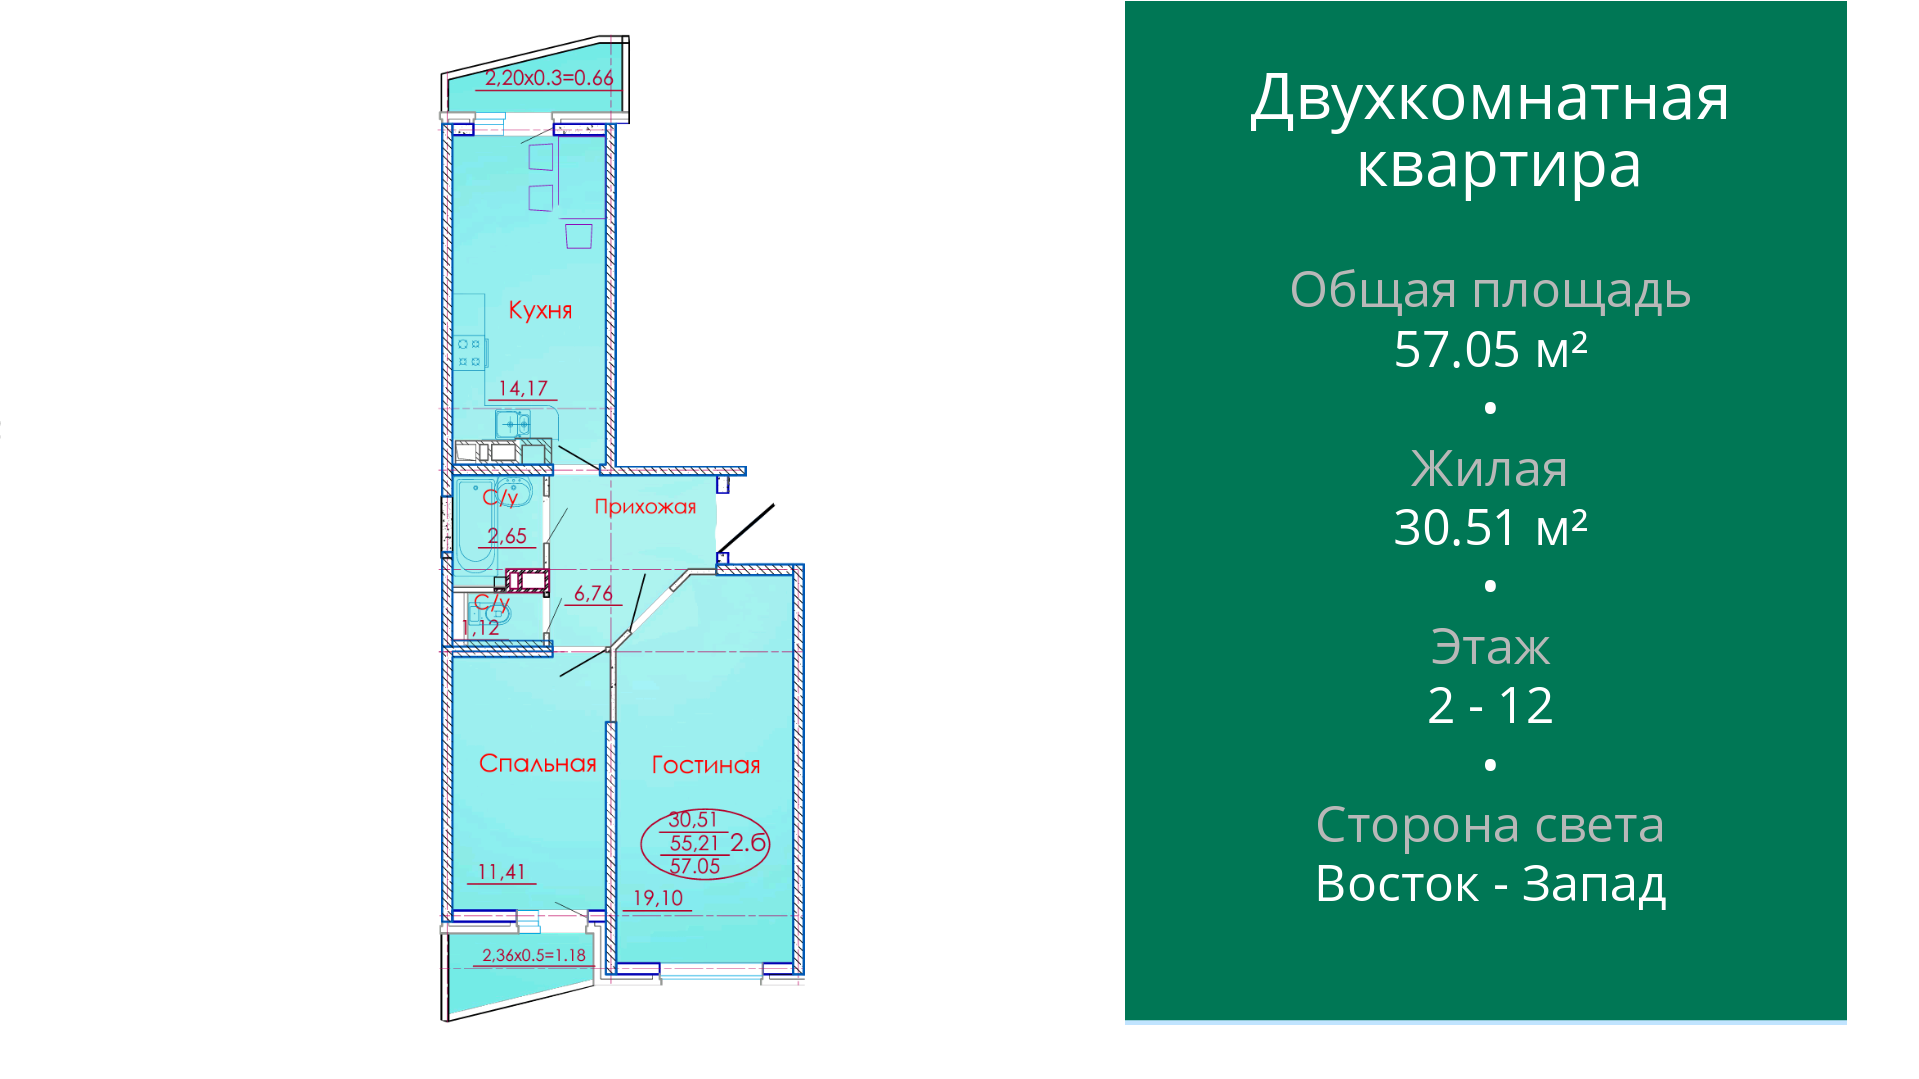 2,20х0.3=0.66
Кухня
14,17
С/у
Прихожая
2,65
6,76
С/у
1,12
Спальная
Гостиная
30,51
55,21 2.б
57.05
11,41
19,10
2,36х0.5=1.18
Двухкомнатная
квартира
Общая площадь
57.05 м²
•
Жилая
30.51 м²
•
Этаж
2 - 12
•
Сторона света
Восток - Запад